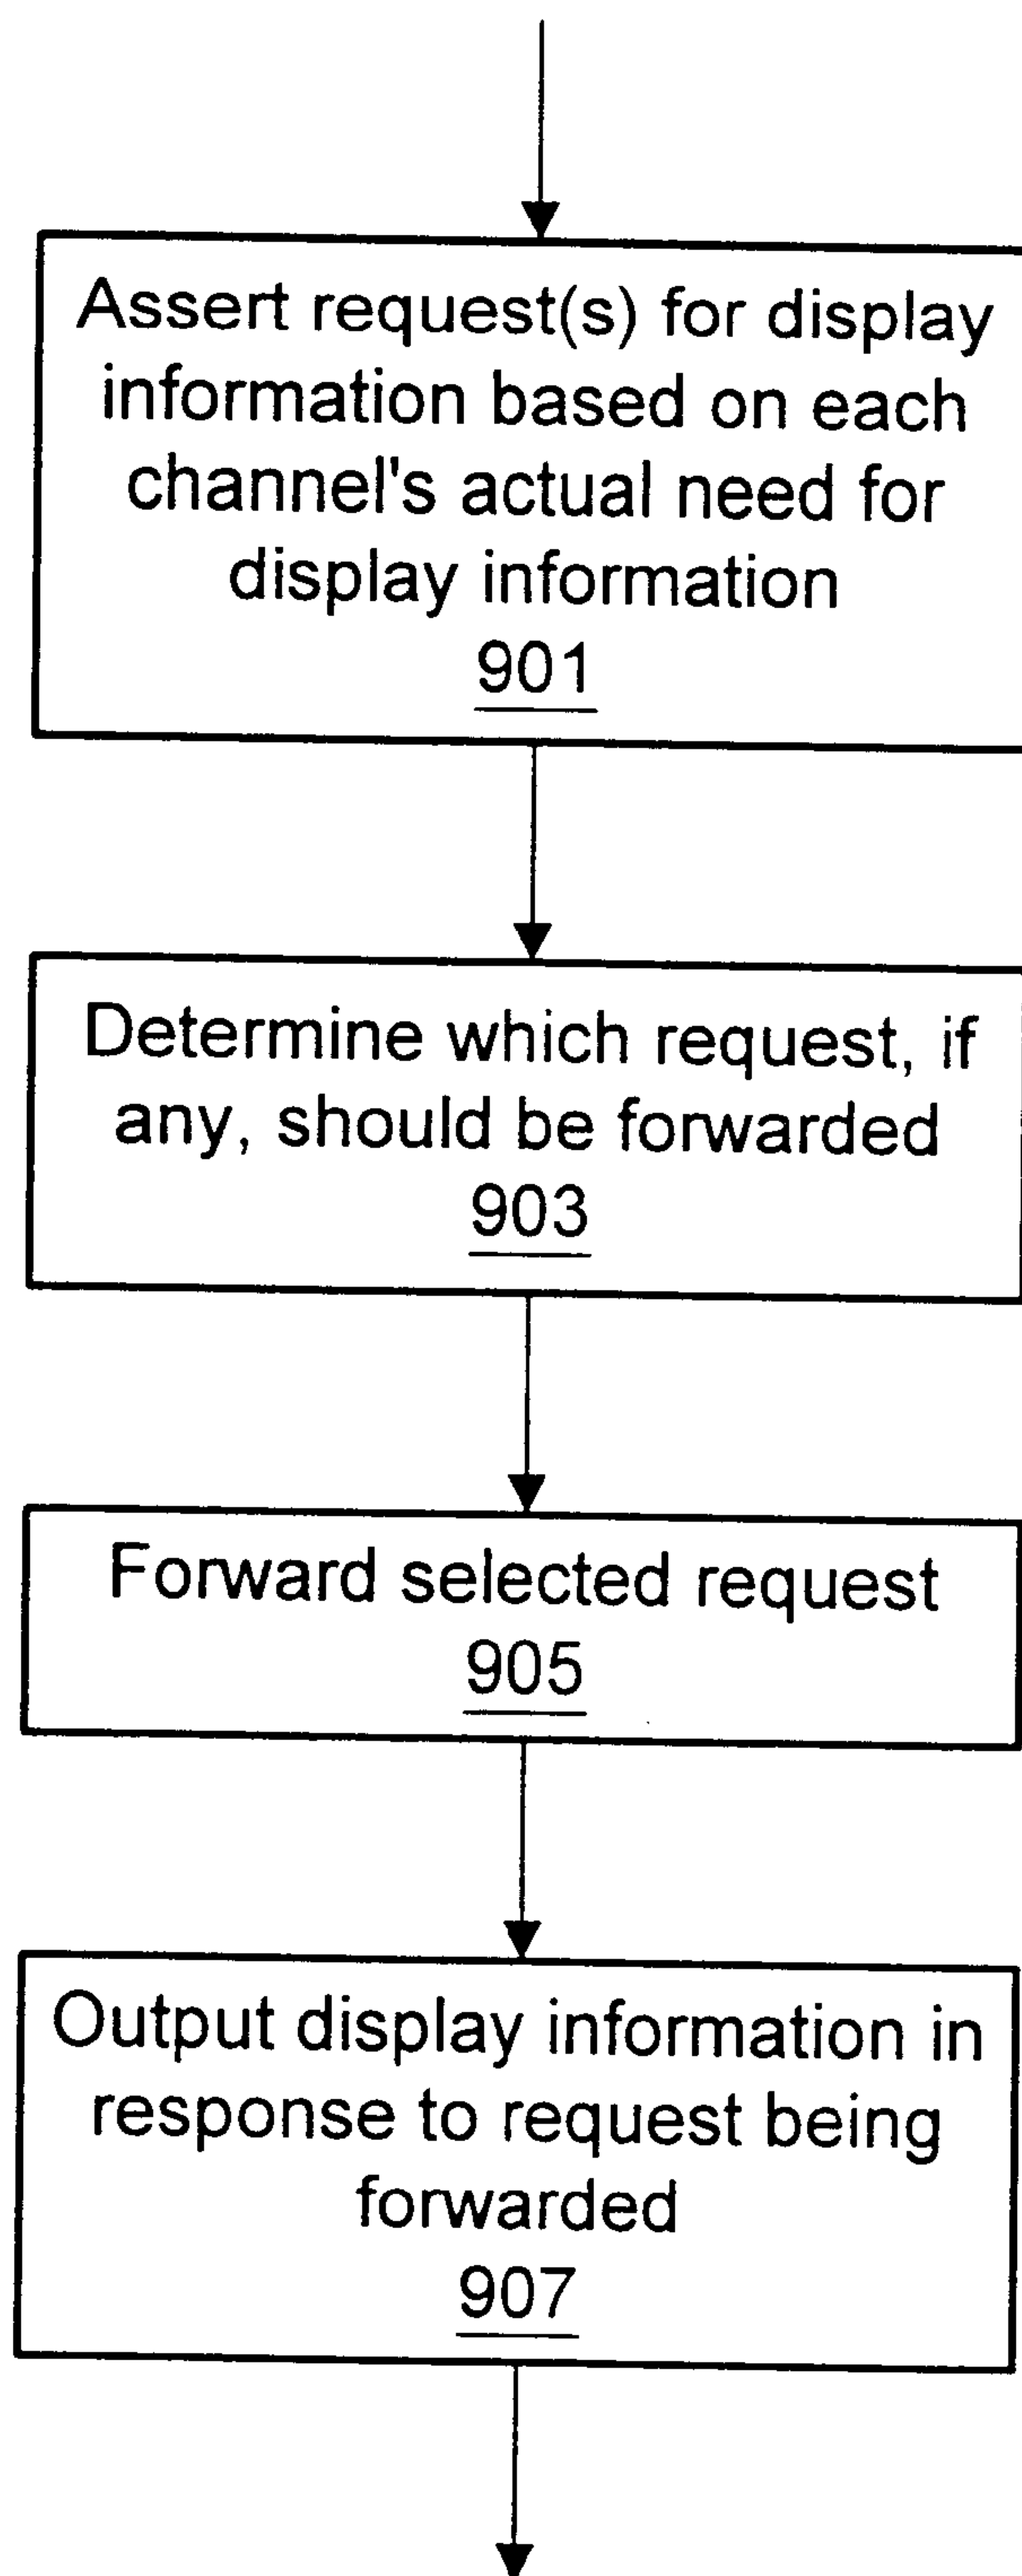 Assert request(s) for display
information based on each
channel's actual need for
display information
901
Determine which request, if
any, should be forwarded
903
Forward selected request
905
Output display information in
response to request being
forwarded
907